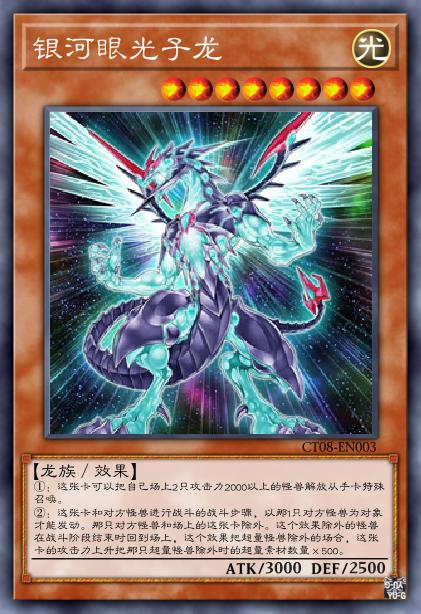 银河眼光子龙
光
CT08-EN003
【龙族／效果】
①：这张卡可以把自己场上2只攻击力2000以上的怪兽解放从手卡特殊
召唤。
②：这张卡和对方怪兽进行战斗的战斗步骤，以那1只对方怪兽为对象
才能发动。那只对方怪兽和场上的这张卡除外。这个效果除外的怪兽
在战斗阶段结束时回到场上，这个效果把超量怪兽除外的场合，这张
卡的攻击力上升把那只超量怪兽除外时的超量素材数量×500。
ATK/3000 DEF/2500